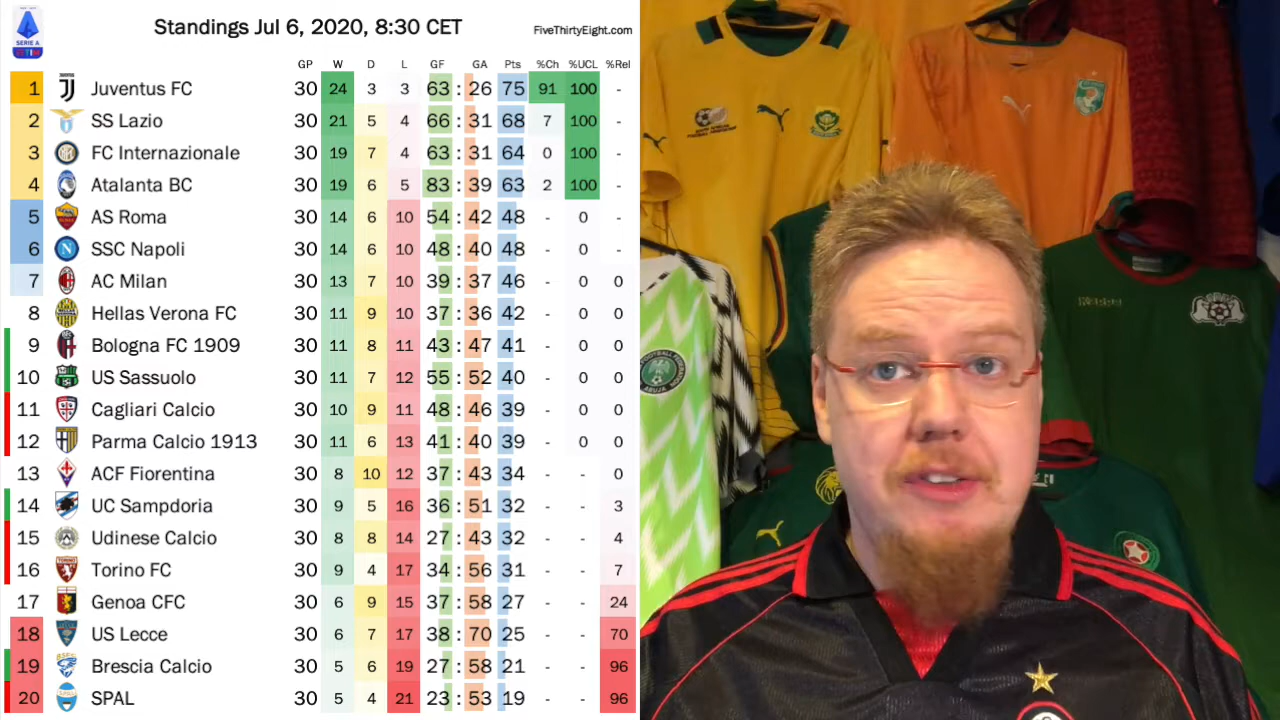 Standings Jul 6, 2020, 8:30 CET
FiveThirtyEight.com
SERIE A
TIM
GP W D L GF GA Pts %Ch %UCL %Rel
1 Juventus FC 30 24 3 3 63 : 26 75 91 100 -
2 SS Lazio 30 21 5 4 66 : 31 68 7 100 -
3 FC Internazionale 30 19 7 4 63 : 31 64 0 100 -
4 Atalanta BC 30 19 6 5 83 : 39 63 2 100 -
5 AS Roma 30 14 6 10 54 : 42 48 - 0 -
6 SSC Napoli 30 14 6 10 48 : 40 48 - 0 -
7 AC Milan 30 13 7 10 39 : 37 46 - 0 0
8 Hellas Verona FC 30 11 9 10 37 : 36 42 - 0 0
9 Bologna FC 1909 30 11 8 11 43 : 47 41 - 0 0
10 US Sassuolo 30 11 7 12 55 : 52 40 - 0 0
11 Cagliari Calcio 30 10 9 11 48 : 46 39 - 0 0
12 Parma Calcio 1913 30 11 6 13 41 : 40 39 - 0 0
13 ACF Fiorentina 30 8 10 12 37 : 43 34 - - 0
14 UC Sampdoria 30 9 5 16 36 : 51 32 - - 3
15 Udinese Calcio 30 8 8 14 27 : 43 32 - - 4
16 Torino FC 30 9 4 17 34 : 56 31 - - 7
17 Genoa CFC 30 6 9 15 37 : 58 27 - - 24
18 US Lecce 30 6 7 17 38 : 70 25 - - 70
19 Brescia Calcio 30 5 6 19 27 : 58 21 - - 96
20 SPAL 30 5 4 21 23 : 53 19 - - 96